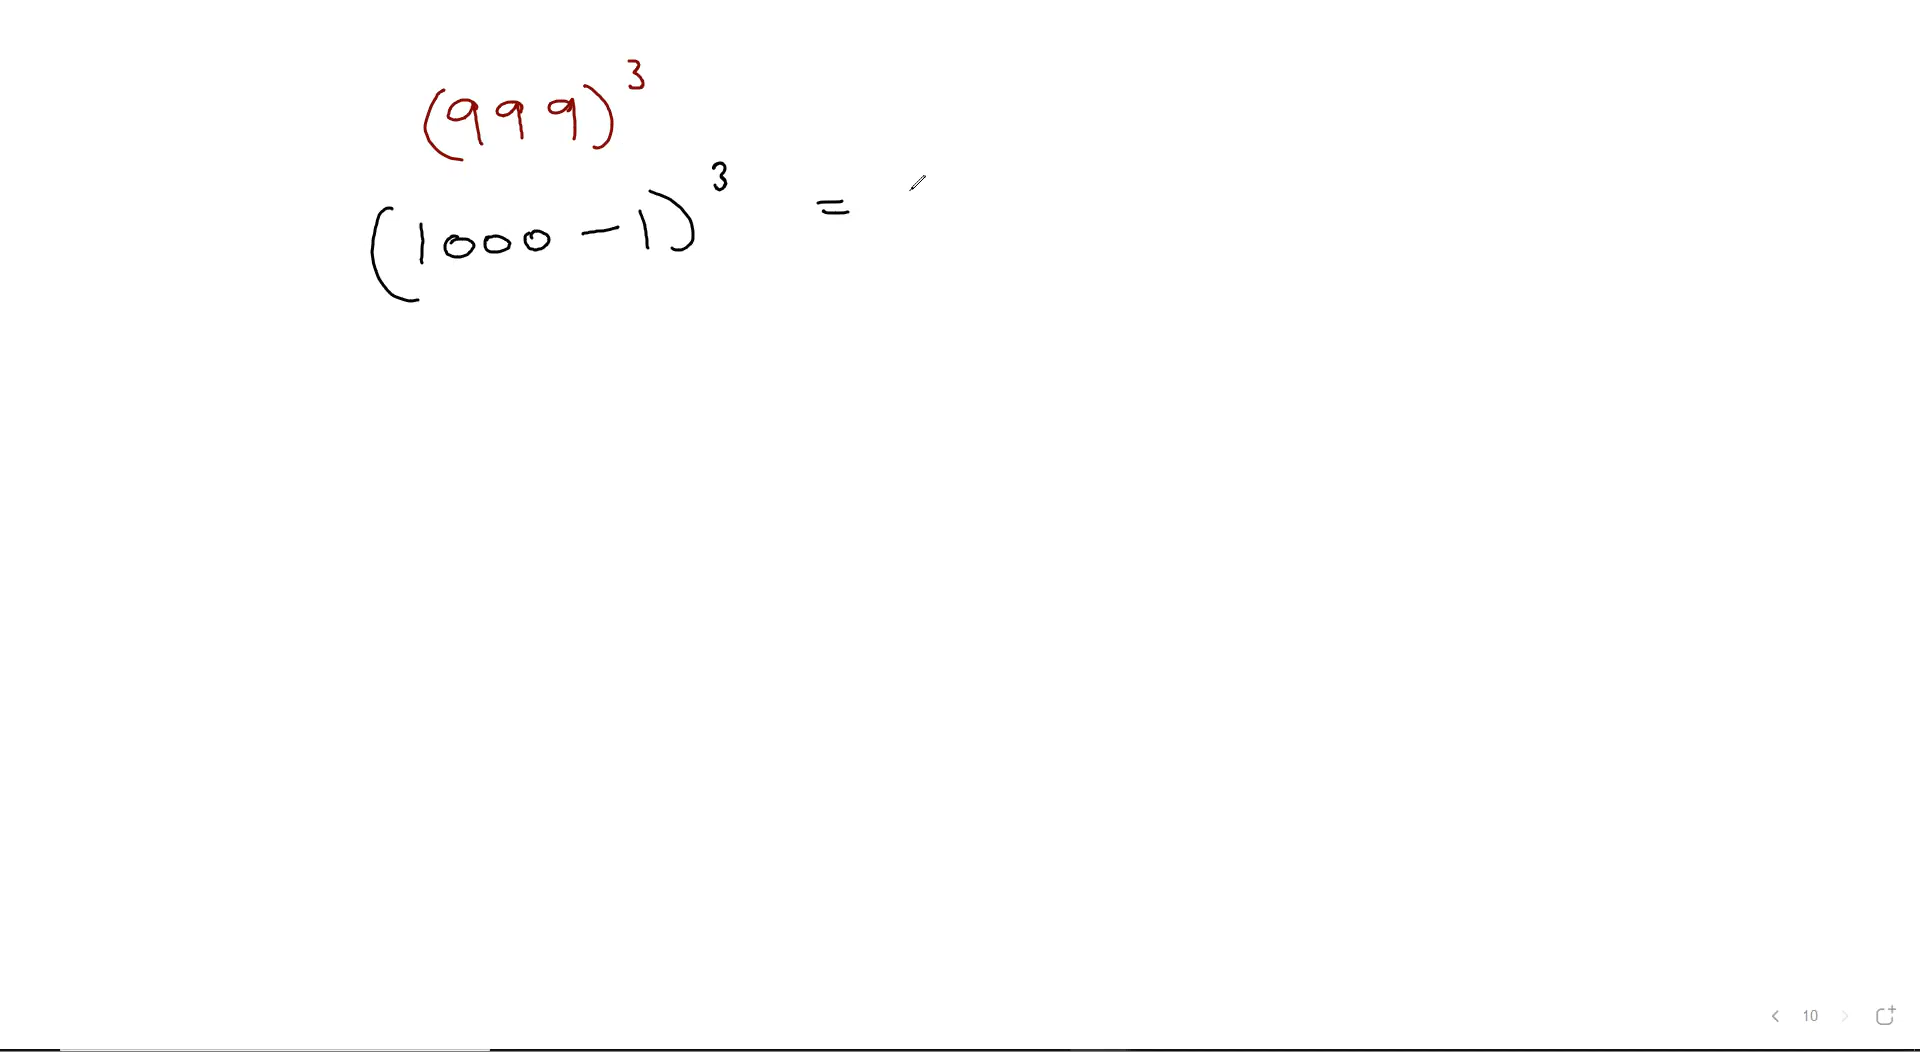 (999)³
(1000 - 1)³ =
10